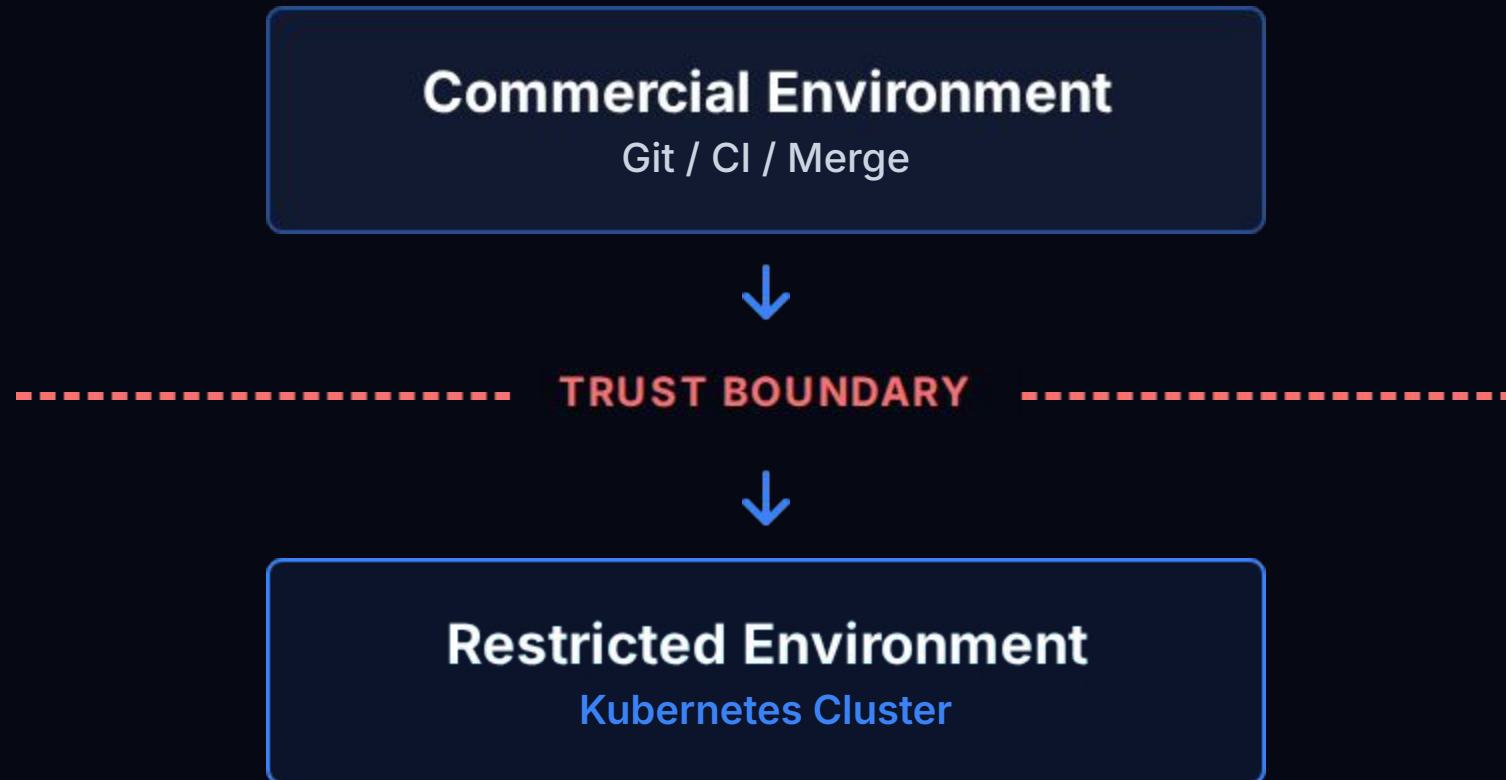 Commercial Environment
Git / CI / Merge
TRUST BOUNDARY
Restricted Environment
Kubernetes Cluster